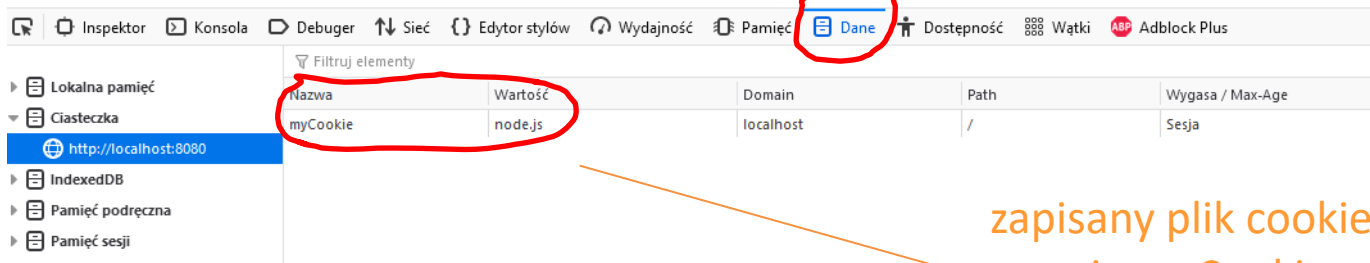 Inspektor Konsola Debuger Sieć Edytor stylów Wydajność Pamięć Dane Dostępność Wątki ABP Adblock Plus
Filtruj elementy
Lokalna pamięć
Ciasteczka
http://localhost:8080
IndexedDB
Pamięć podręczna
Pamięć sesji
Nazwa Wartość Domain Path Wygasa / Max-Age
myCookie node.js localhost / Sesja
zapisany plik cookie